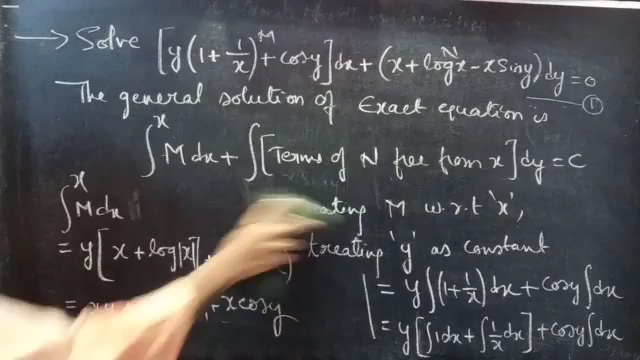 → Solve [y(1 + 1/x) + cosy]dx + (x + logx - xSiny)dy = 0
M N
The general solution of Exact equation is ①
∫^x M dx + ∫[Terms of N free from x]dy = C
∫^x M dx M w.r.t 'x',
= y[x + log|x|] treating 'y' as constant
= + xcosy
= y∫(1 + 1/x)dx + cosy∫dx
= y[∫1dx + ∫1/x dx] + cosy∫dx